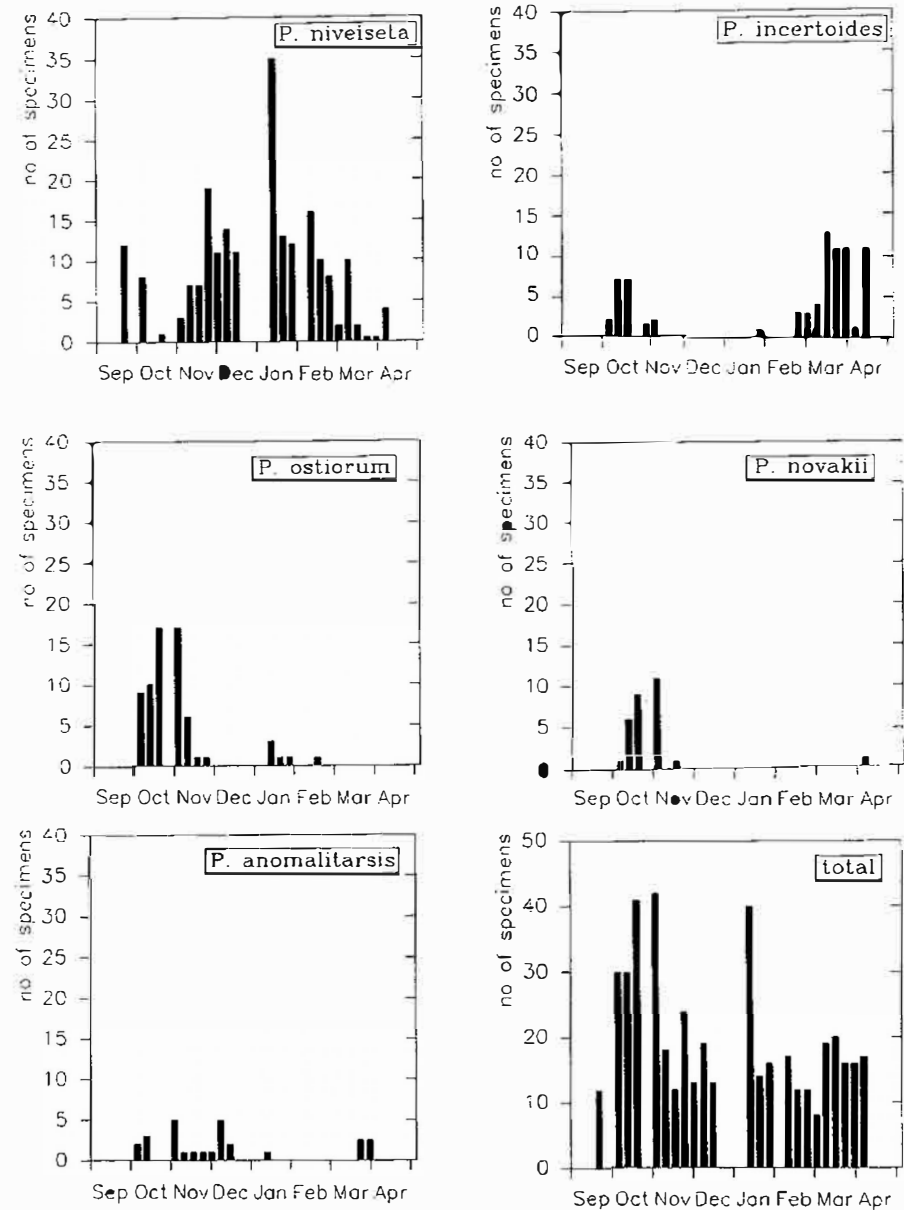 P. niveiseta
no of specimens
40
35
30
25
20
15
10
5
0
Sep Oct Nov Dec Jan Feb Mar Apr
P. incertoides
no of specimens
40
35
30
25
20
15
10
5
0
Sep Oct Nov Dec Jan Feb Mar Apr
P. ostiorum
no of specimens
40
35
30
25
20
15
10
5
0
Sep Oct Nov Dec Jan Feb Mar Apr
P. novakii
no of specimens
40
35
30
25
20
15
10
5
0
Sep Oct Nov Dec Jan Feb Mar Apr
P. anomalitarsis
no of specimens
40
35
30
25
20
15
10
5
0
Sep Oct Nov Dec Jan Feb Mar Apr
total
no of specimens
50
40
30
20
10
0
Sep Oct Nov Dec Jan Feb Mar Apr